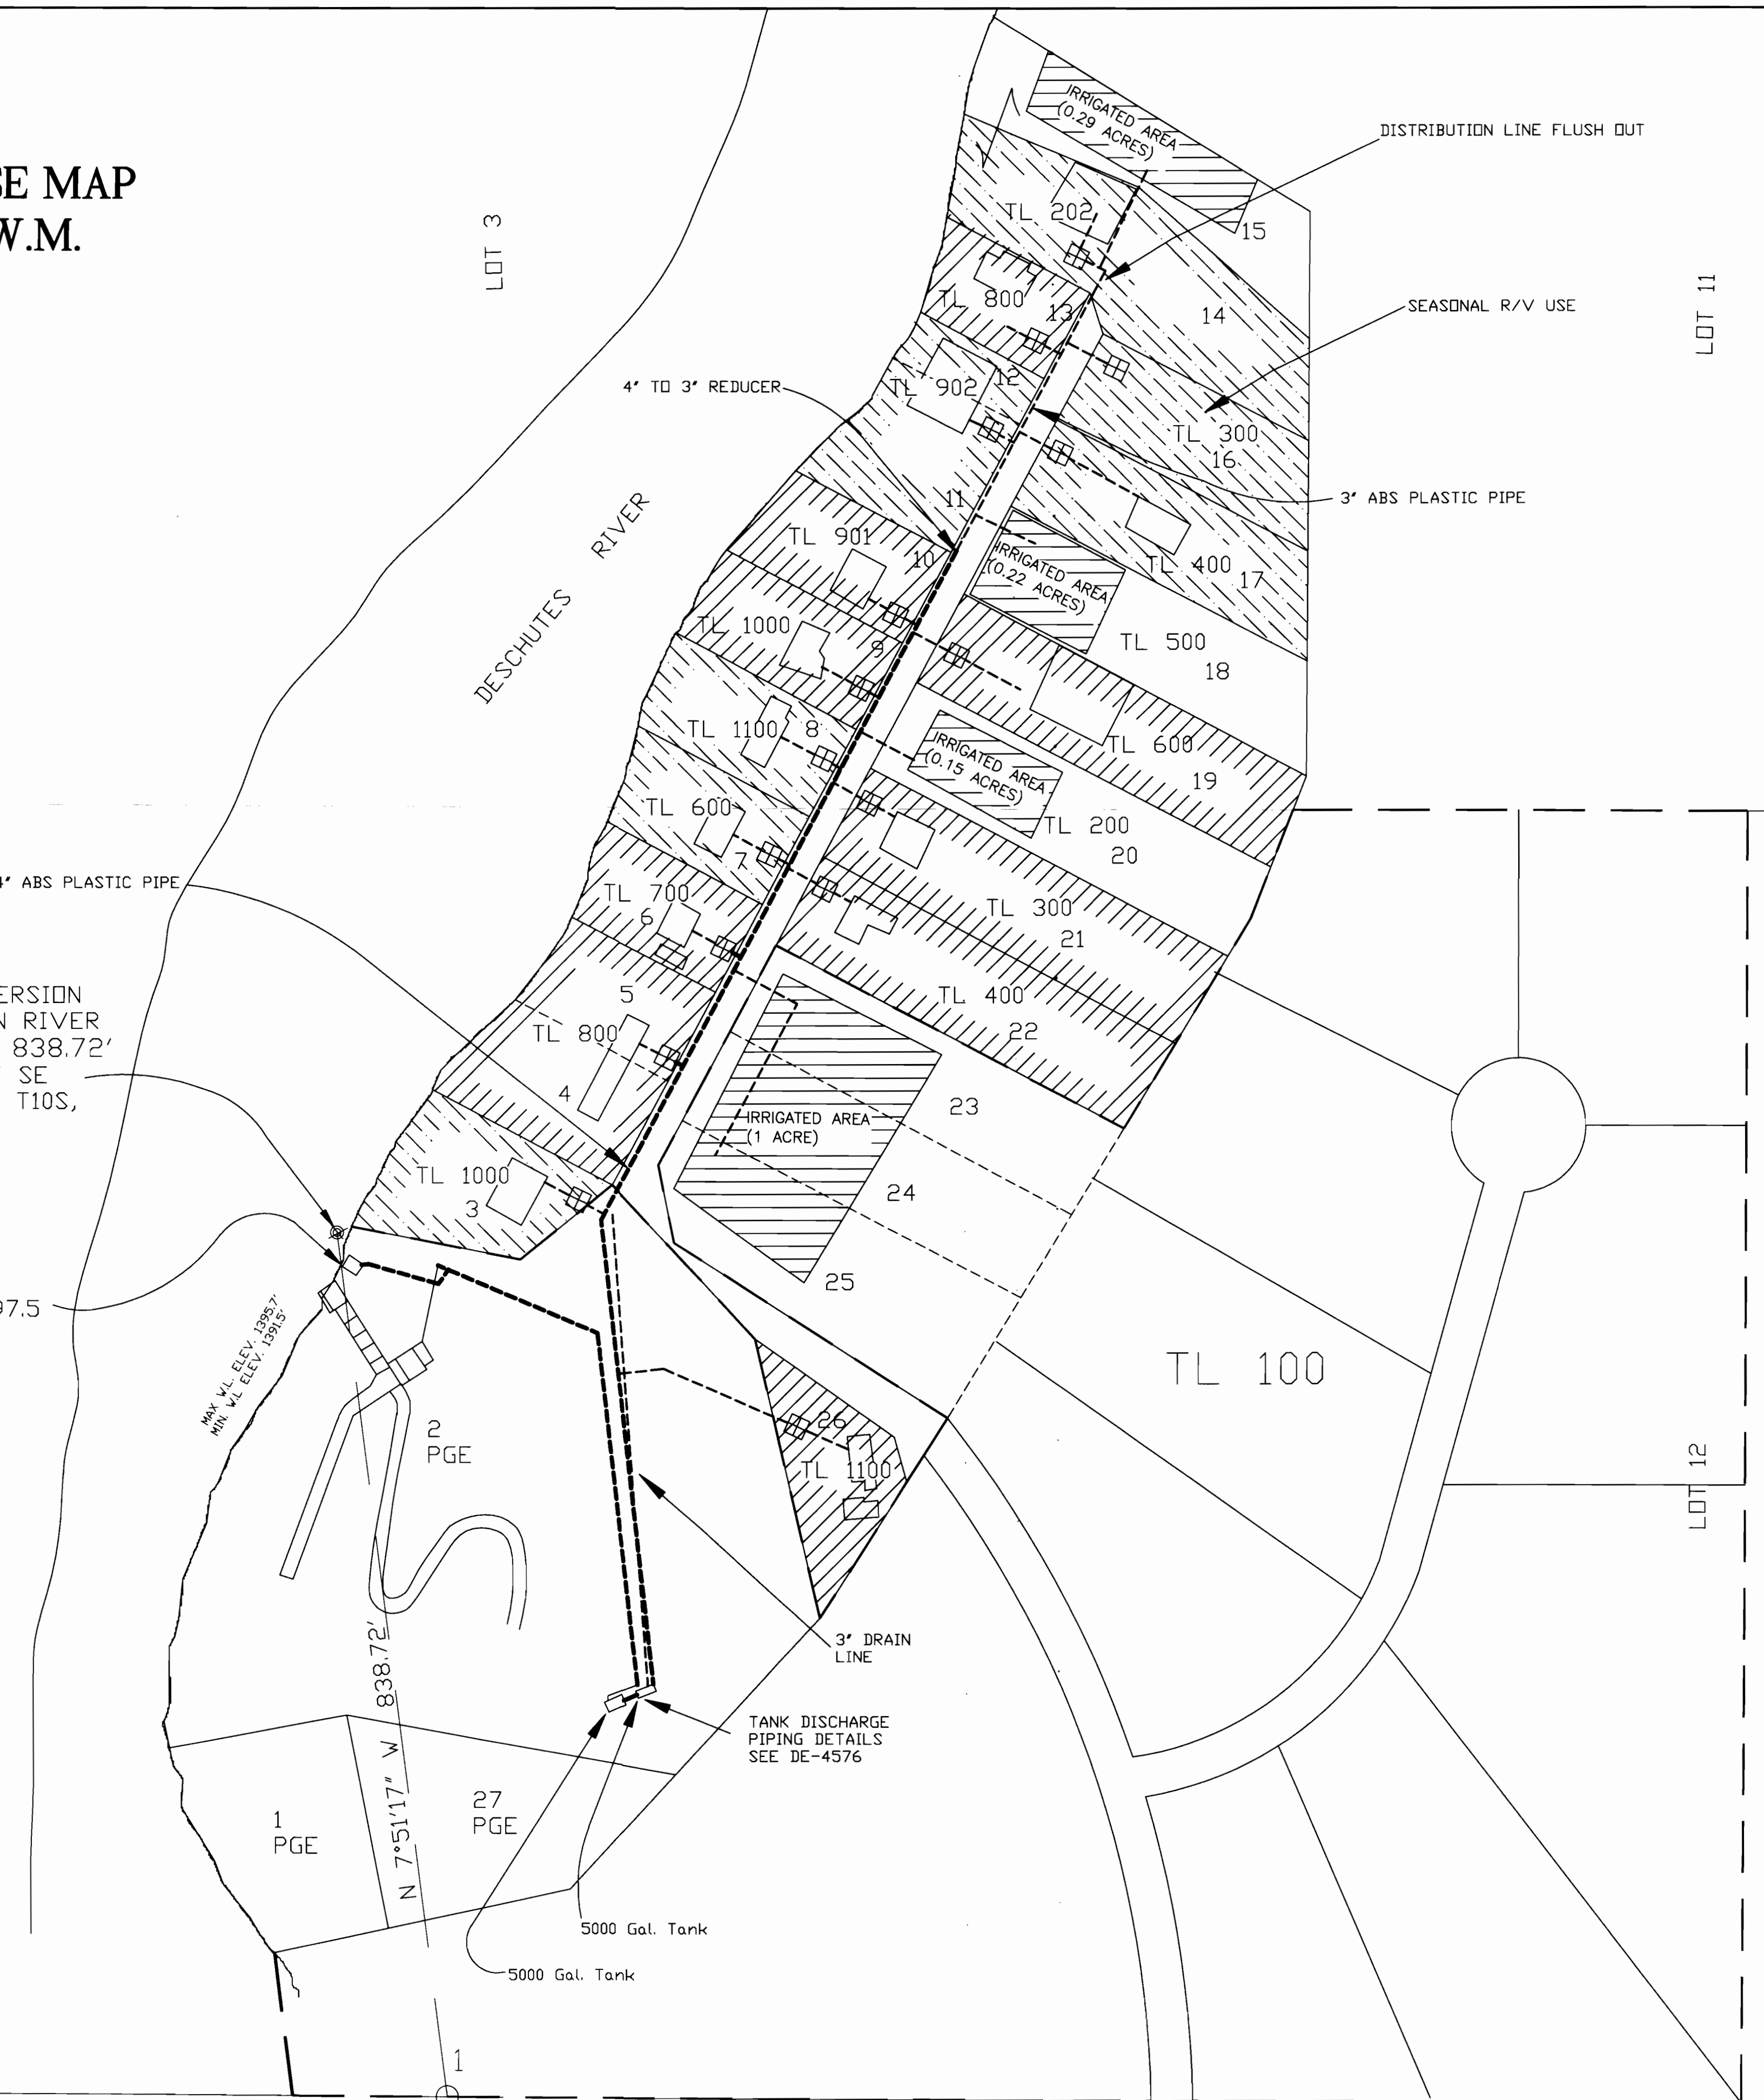 SE MAP
W.M.
LOT 3
IRRIGATED AREA
(0.29 ACRES)
DISTRIBUTION LINE FLUSH OUT
TL 202
15
LOT 11
TL 800
13
14
SEASONAL R/V USE
4" TO 3" REDUCER
TL 902
12
TL 300
16
3" ABS PLASTIC PIPE
11
TL 901
10
IRRIGATED AREA
(0.22 ACRES)
TL 400
17
DESCHUTES RIVER
TL 1000
9
TL 500
18
TL 1100
8
TL 600
19
IRRIGATED AREA
(0.15 ACRES)
TL 600
7
TL 200
20
4" ABS PLASTIC PIPE
TL 700
6
TL 300
21
5
TL 400
22
ERSION
N RIVER
838.72'
SE
T10S,
TL 800
4
23
IRRIGATED AREA
(1 ACRE)
TL 1000
3
24
25
97.5
MAX W.L. ELEV. 1395.7'
MIN. W.L ELEV. 1391.5'
TL 100
2
PGE
26
TL 1100
LOT 12
3" DRAIN
LINE
TANK DISCHARGE
PIPING DETAILS
SEE DE-4576
N 7°51'17" W 838.72'
1
PGE
27
PGE
5000 Gal. Tank
5000 Gal. Tank
1